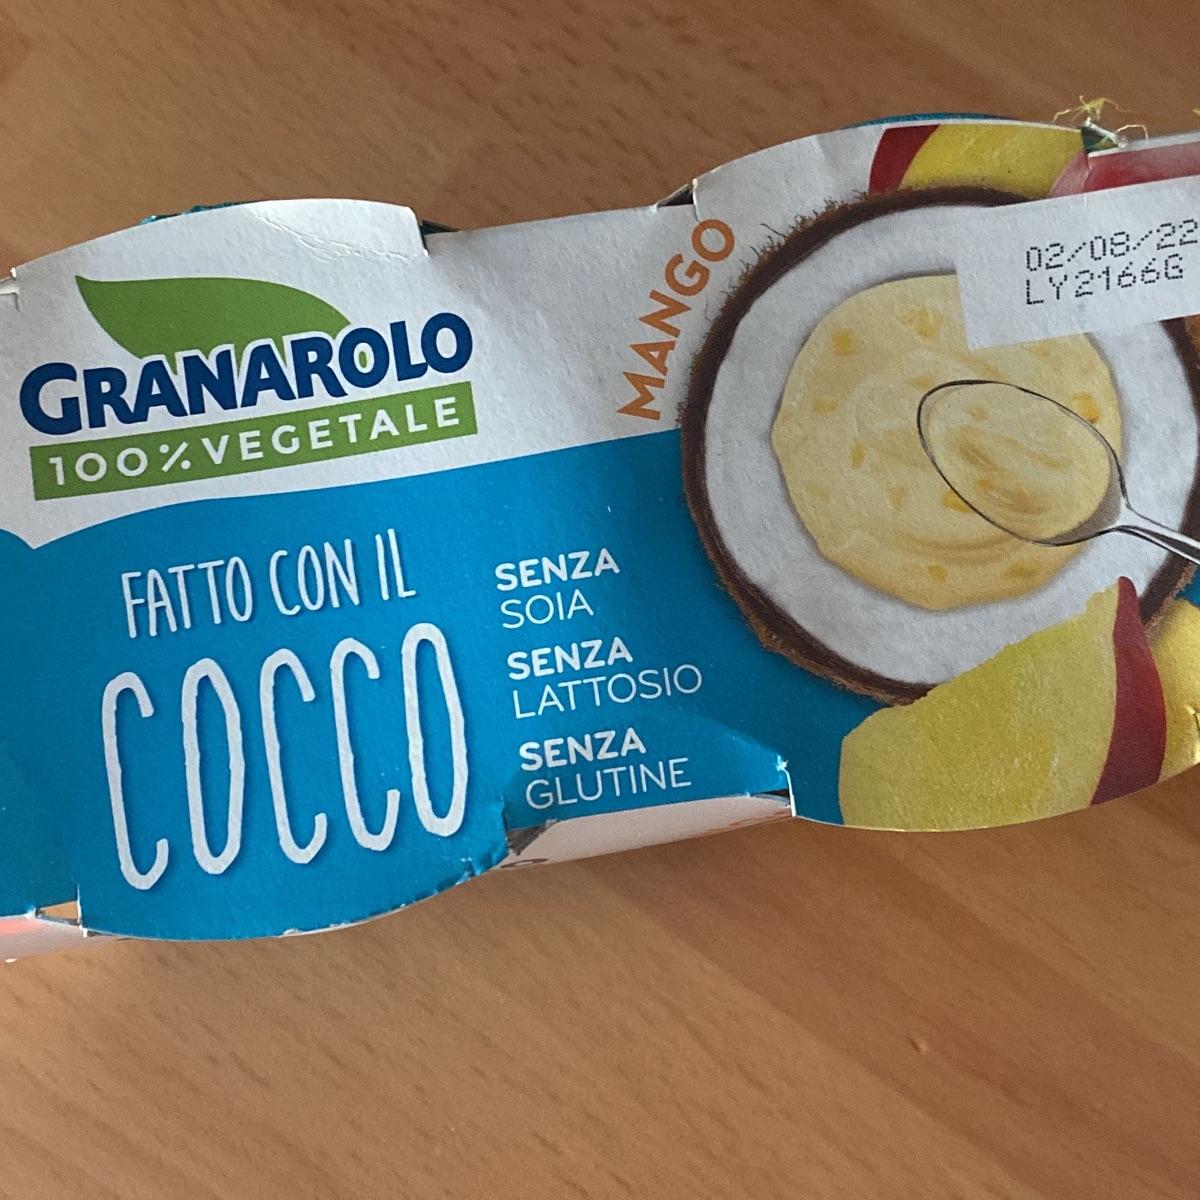 GRANAROLO
100% VEGETALE
FATTO CON IL
COCCO
SENZA
SOIA
SENZA
LATTOSIO
SENZA
GLUTINE
MANGO
02/08/22
LY2166G